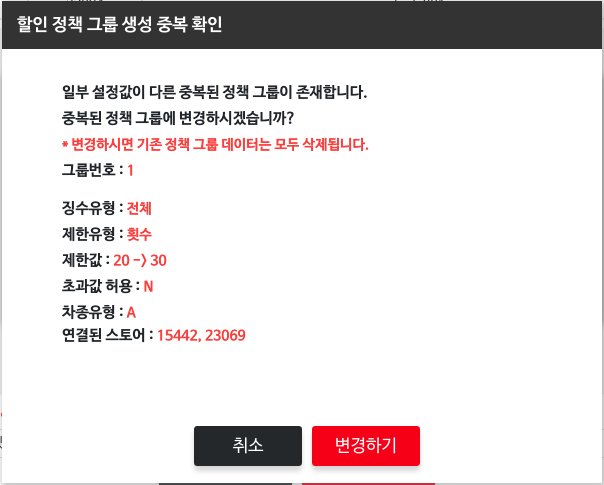 할인 정책 그룹 생성 중복 확인
일부 설정값이 다른 중복된 정책 그룹이 존재합니다.
중복된 정책 그룹에 변경하시겠습니까?
* 변경하시면 기존 정책 그룹 데이터는 모두 삭제됩니다.
그룹번호 : 1
징수유형 : 전체
제한유형 : 횟수
제한값 : 20 -> 30
초과값 허용 : N
차종유형 : A
연결된 스토어 : 15442, 23069
취소 변경하기